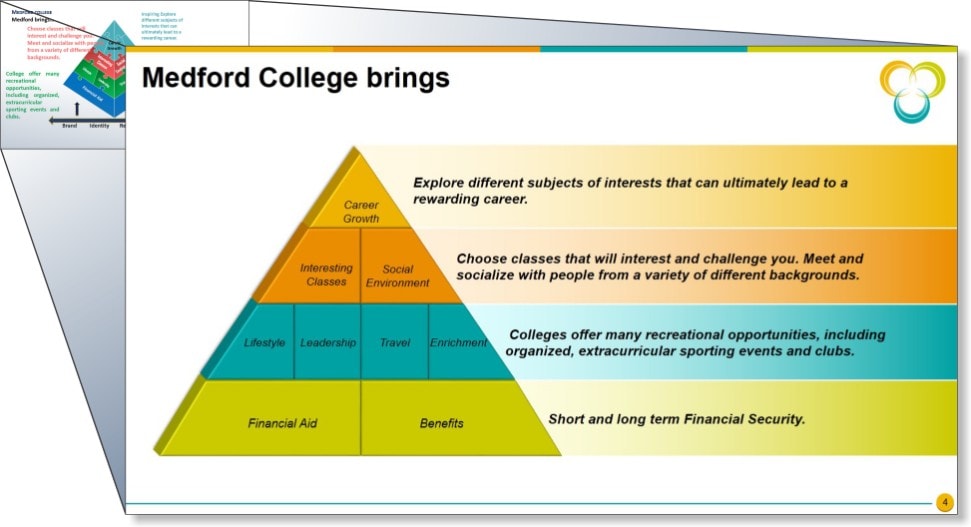 MEDFORD COLLEGE
Medford brings
Inspiring Explore
different subjects of
interests that can
ultimately lead to a
rewarding career.
Choose classes that will
interest and challenge you.
Meet and socialize with
from a variety of different
backgrounds.
College offer many
recreational
opportunities,
including organized,
extracurricular
sporting events and
clubs.
Financial Aid
Brand Identity
Medford College brings
Career
Growth
Explore different subjects of interests that can ultimately lead to a
rewarding career.
Interesting
Classes
Social
Environment
Choose classes that will interest and challenge you. Meet and
socialize with people from a variety of different backgrounds.
Lifestyle
Leadership
Travel
Enrichment
Colleges offer many recreational opportunities, including
organized, extracurricular sporting events and clubs.
Financial Aid
Benefits
Short and long term Financial Security.
4